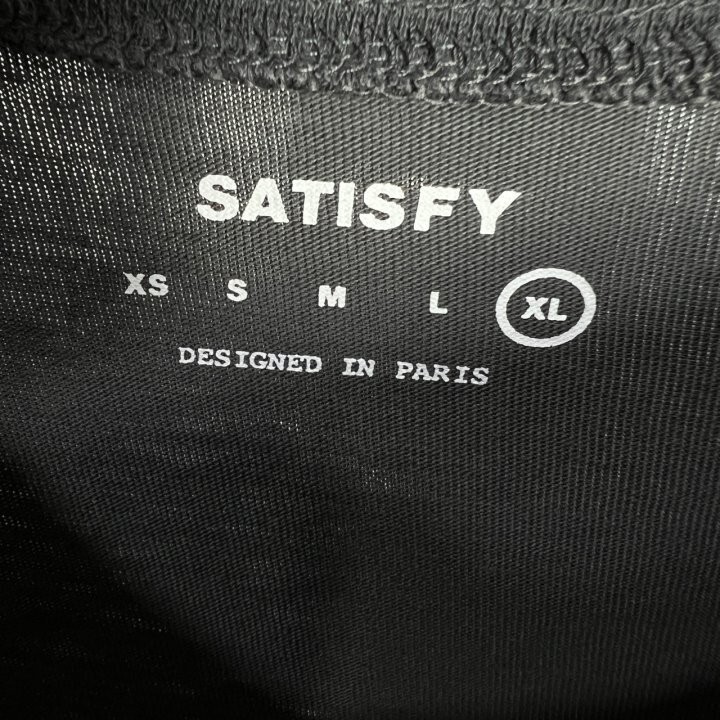 SATISFY
XS S M L XL
DESIGNED IN PARIS